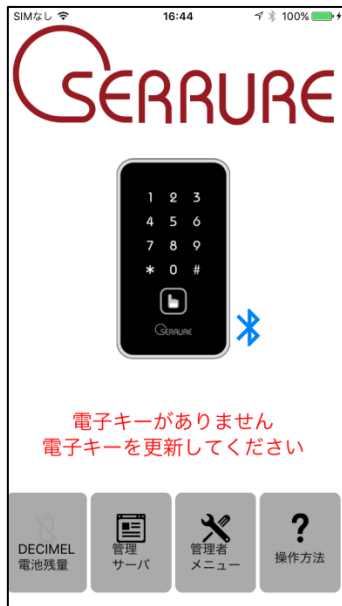 SIMなし 16:44 100%
SERRURE
1 2 3
4 5 6
7 8 9
* 0 #
SERRURE
電子キーがありません
電子キーを更新してください
DECIMEL
電池残量
管理
サーバ
管理者
メニュー
?
操作方法